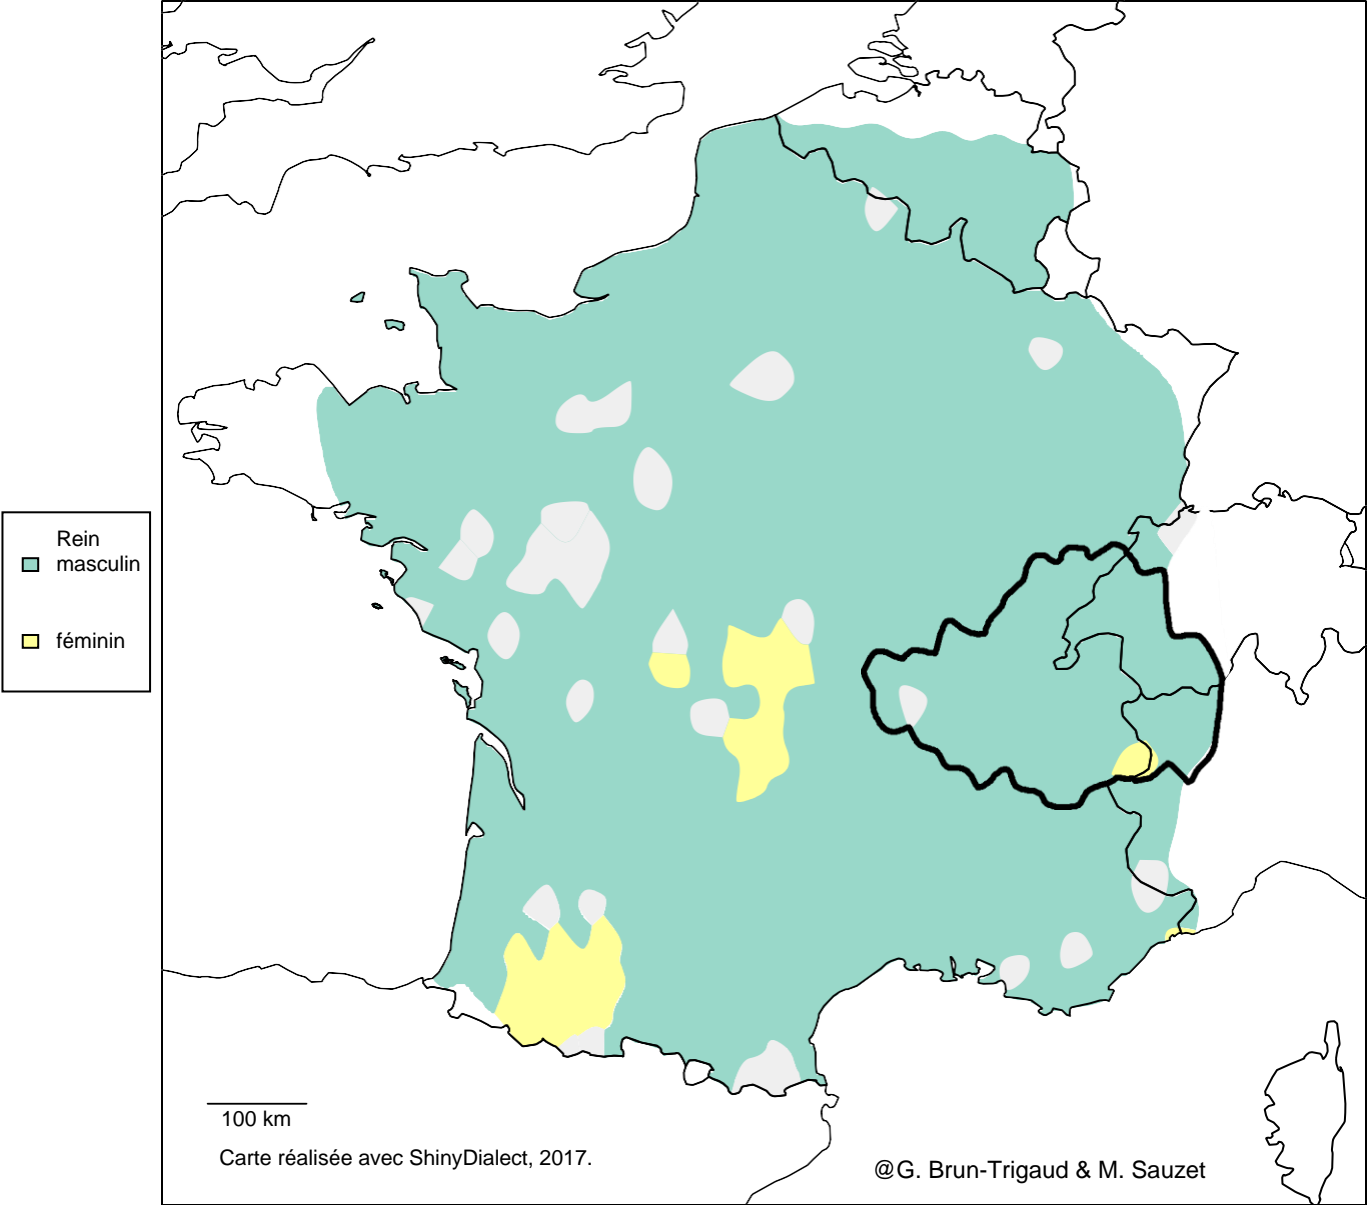 Rein
masculin
féminin
100 km
Carte réalisée avec ShinyDialect, 2017.
@G. Brun-Trigaud & M. Sauzet